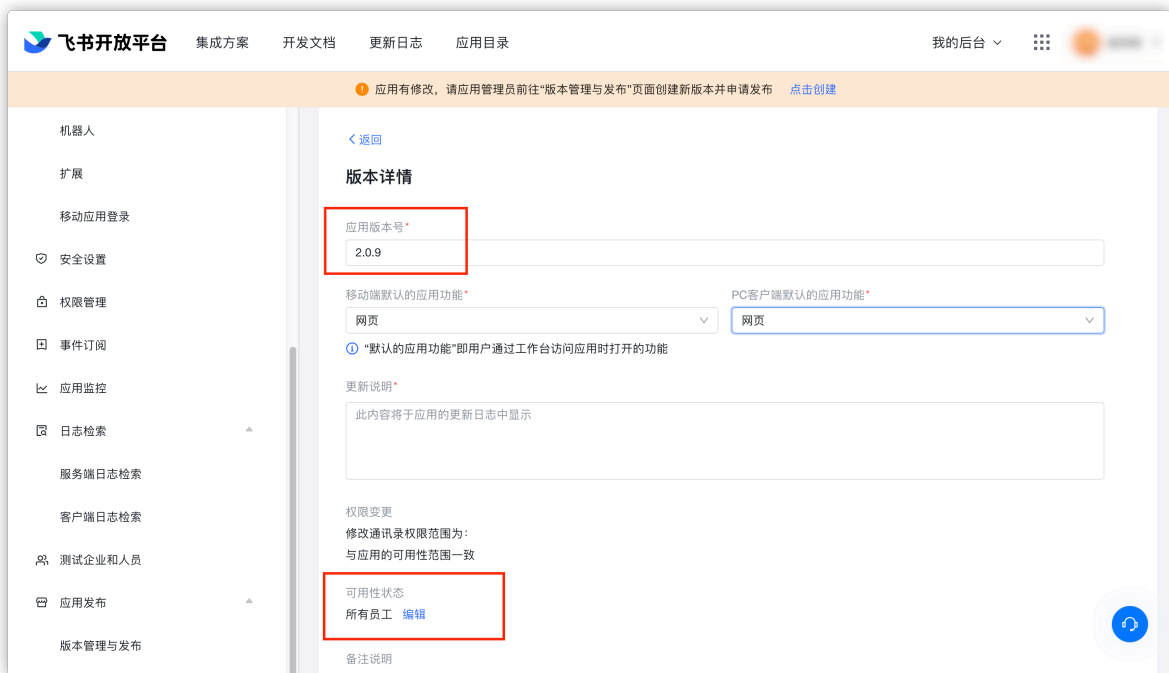 飞书开放平台 集成方案 开发文档 更新日志 应用目录 我的后台
应用有修改，请应用管理员前往“版本管理与发布”页面创建新版本并申请发布 点击创建
机器人
扩展
移动应用登录
安全设置
权限管理
事件订阅
应用监控
日志检索
服务端日志检索
客户端日志检索
测试企业和人员
应用发布
版本管理与发布
返回
版本详情
应用版本号*
2.0.9
移动端默认的应用功能* PC客户端默认的应用功能*
网页 网页
“默认的应用功能”即用户通过工作台访问应用时打开的功能
更新说明*
此内容将于应用的更新日志中显示
权限变更
修改通讯录权限范围为：
与应用的可用性范围一致
可用性状态
所有员工 编辑
备注说明